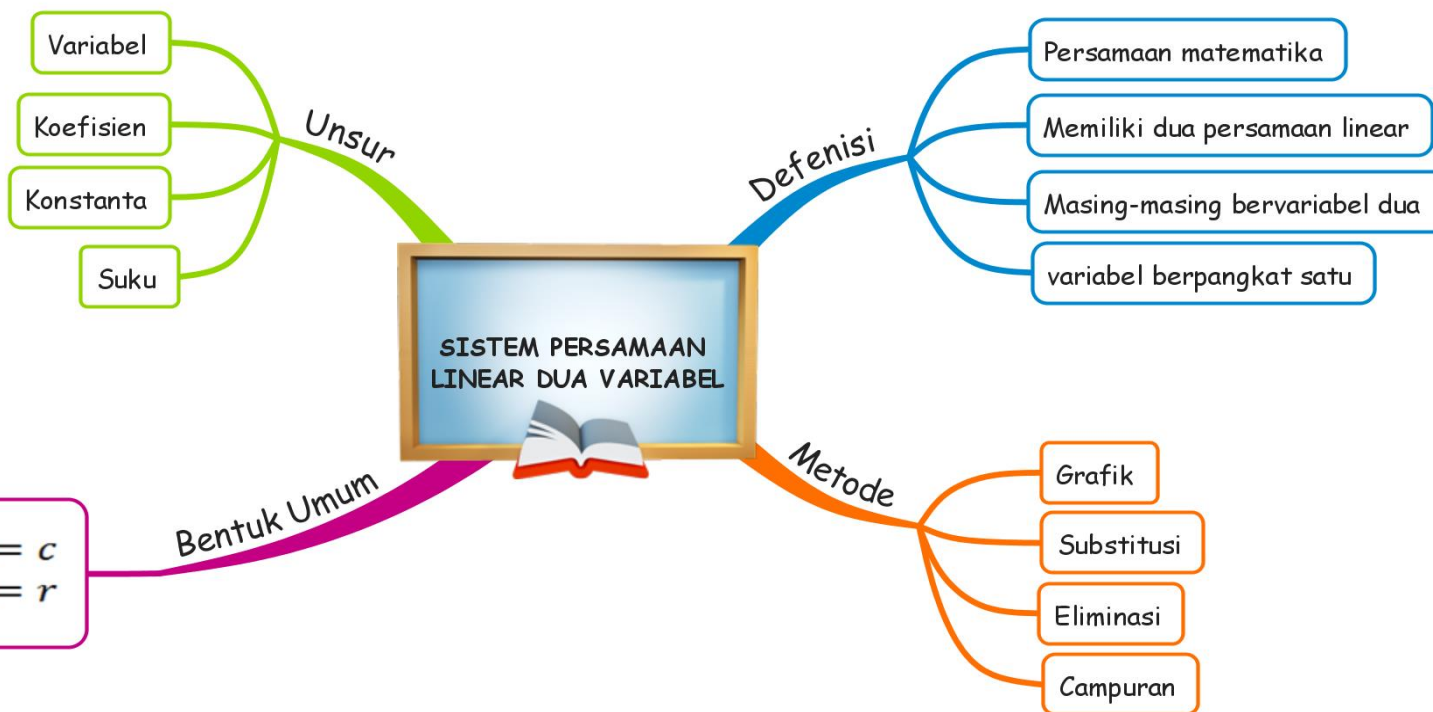 SISTEM PERSAMAAN
LINEAR DUA VARIABEL
Unsur
Variabel
Koefisien
Konstanta
Suku
Defenisi
Persamaan matematika
Memiliki dua persamaan linear
Masing-masing bervariabel dua
variabel berpangkat satu
Metode
Grafik
Substitusi
Eliminasi
Campuran
Bentuk Umum
= c
= r